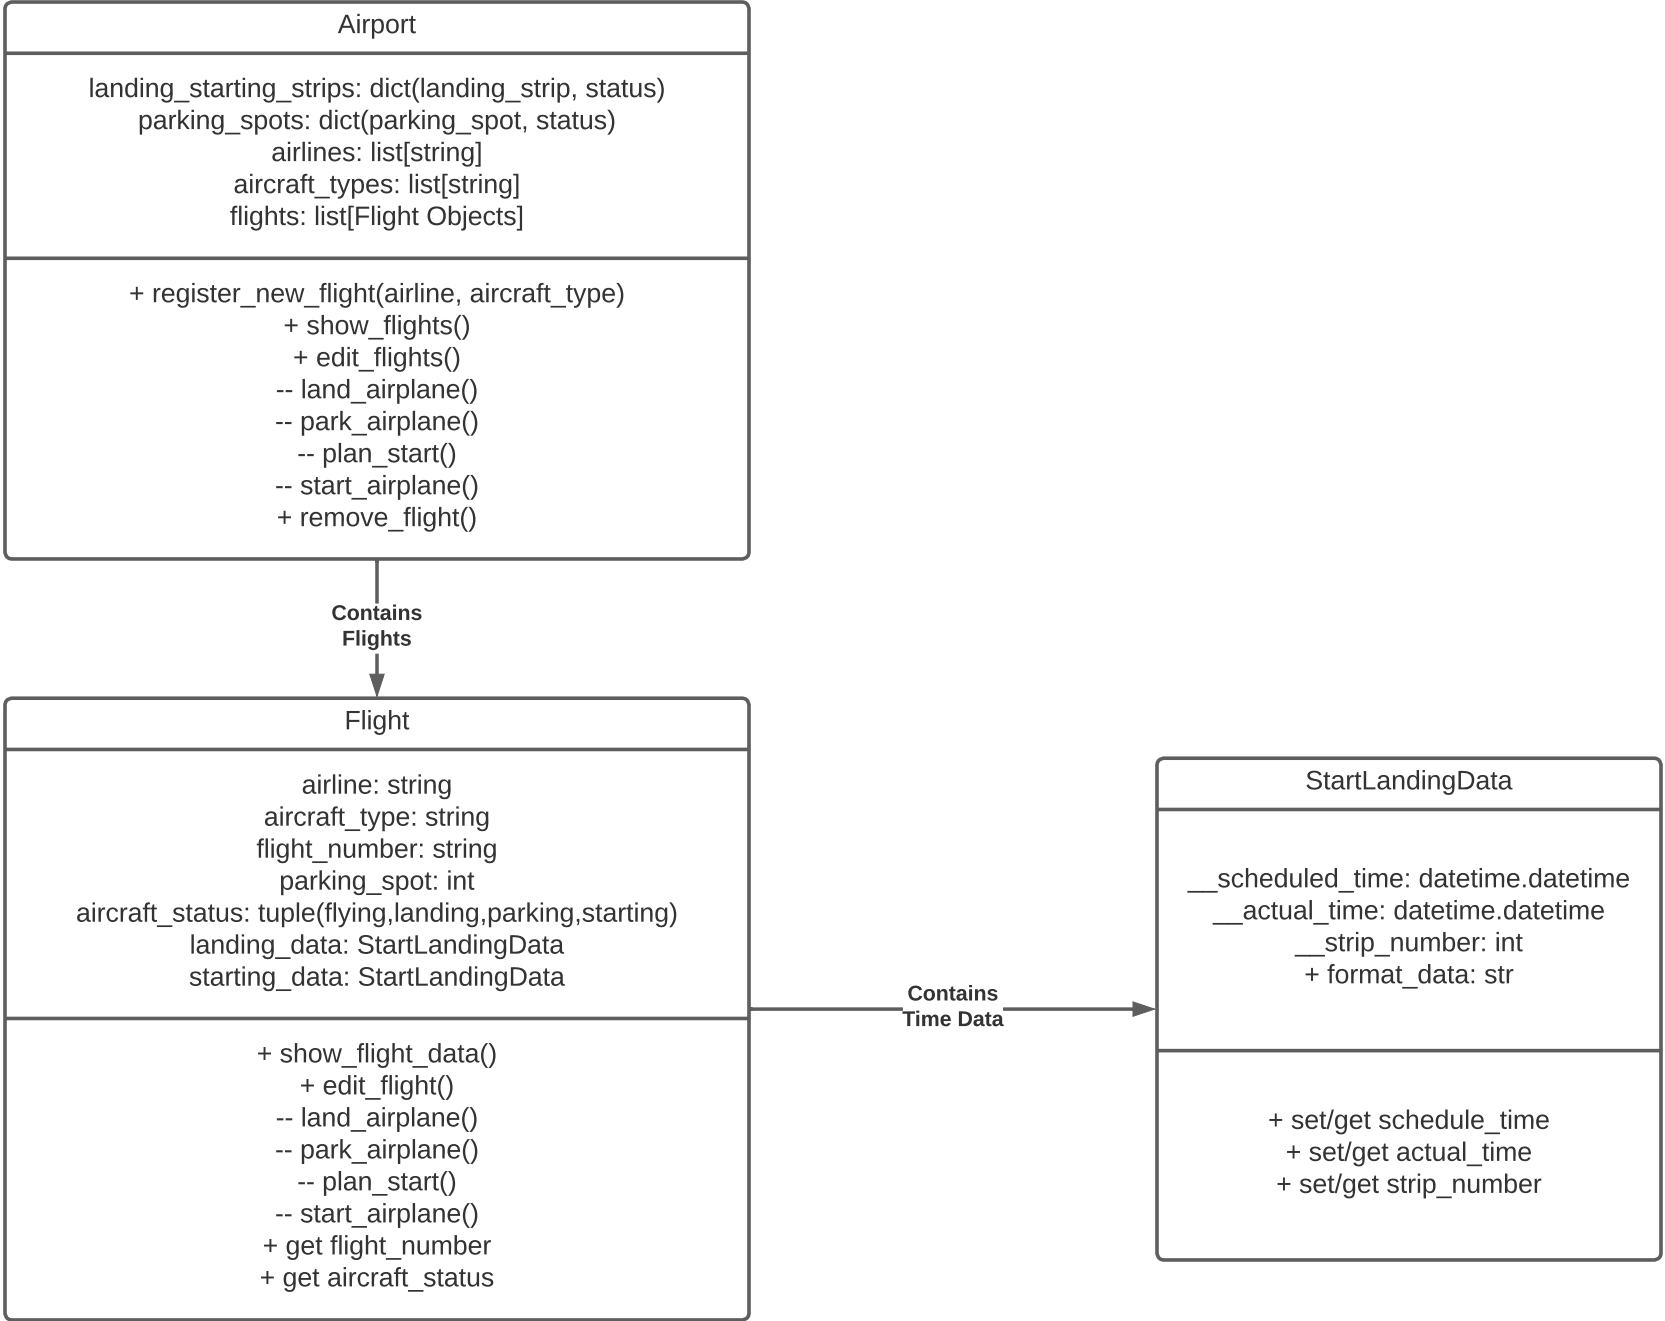 Airport
landing_starting_strips: dict(landing_strip, status)
parking_spots: dict(parking_spot, status)
airlines: list[string]
aircraft_types: list[string]
flights: list[Flight Objects]
+ register_new_flight(airline, aircraft_type)
+ show_flights()
+ edit_flights()
-- land_airplane()
-- park_airplane()
-- plan_start()
-- start_airplane()
+ remove_flight()
Contains
Flights
Flight
airline: string
aircraft_type: string
flight_number: string
parking_spot: int
aircraft_status: tuple(flying,landing,parking,starting)
landing_data: StartLandingData
starting_data: StartLandingData
+ show_flight_data()
+ edit_flight()
-- land_airplane()
-- park_airplane()
-- plan_start()
-- start_airplane()
+ get flight_number
+ get aircraft_status
Contains
Time Data
StartLandingData
__scheduled_time: datetime.datetime
__actual_time: datetime.datetime
__strip_number: int
+ format_data: str
+ set/get schedule_time
+ set/get actual_time
+ set/get strip_number